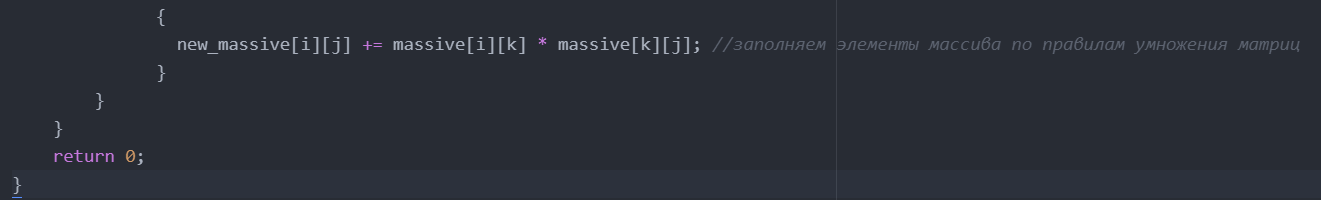 {
new_massive[i][j] += massive[i][k] * massive[k][j]; //заполняем элементы массива по правилам умножения матриц
}
}
}
return 0;
}